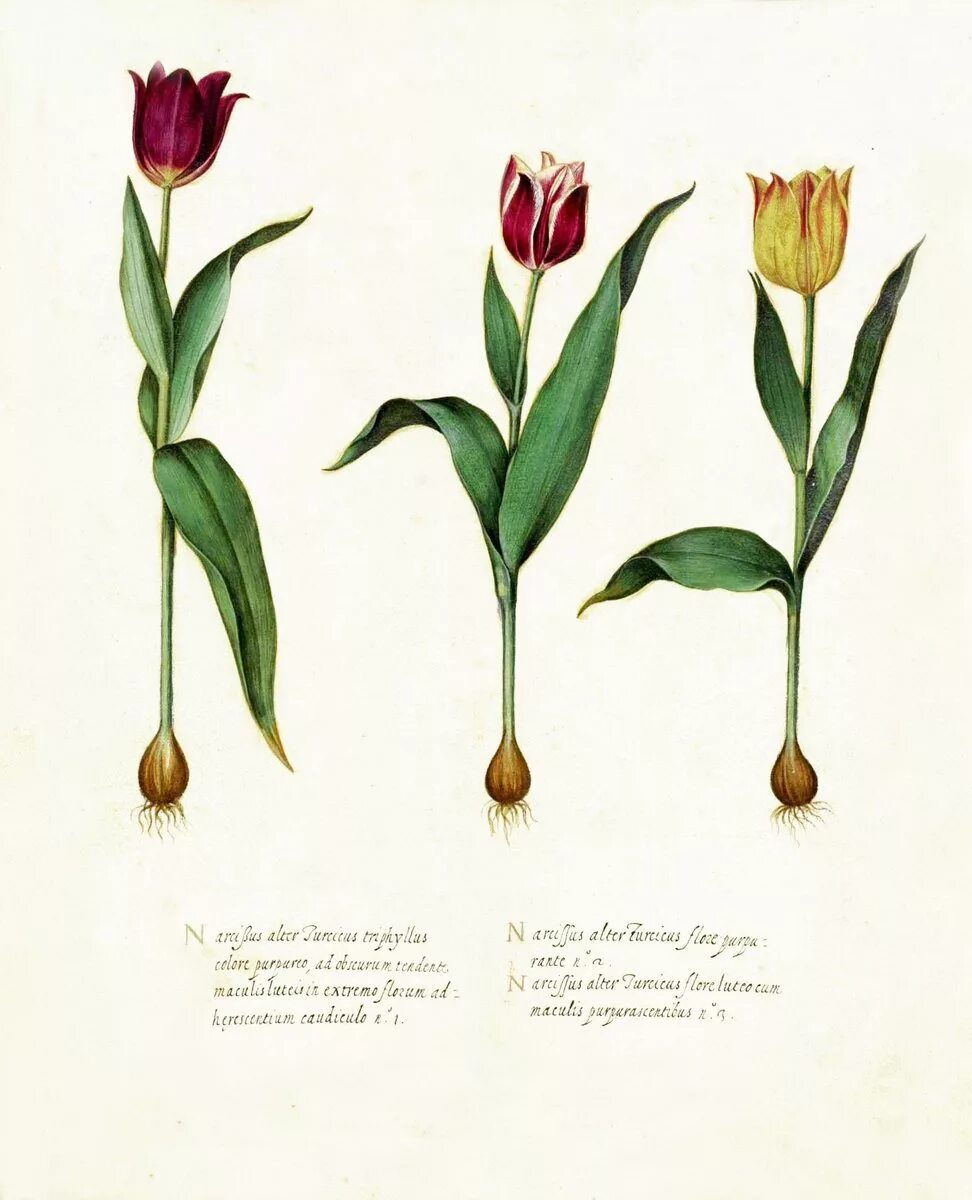 Narcißus alter Turcicus triphyllus
colore purpureo, ad obscurum tendente,
maculis luteis in extremo florum ad-
herescentium caudiculo n.º 1.
Narcissus alter Turcicus flore purpu-
rante n.º 2.
Narcissus alter Turcicus flore luteo cum
maculis purpurascentibus n.º 3.